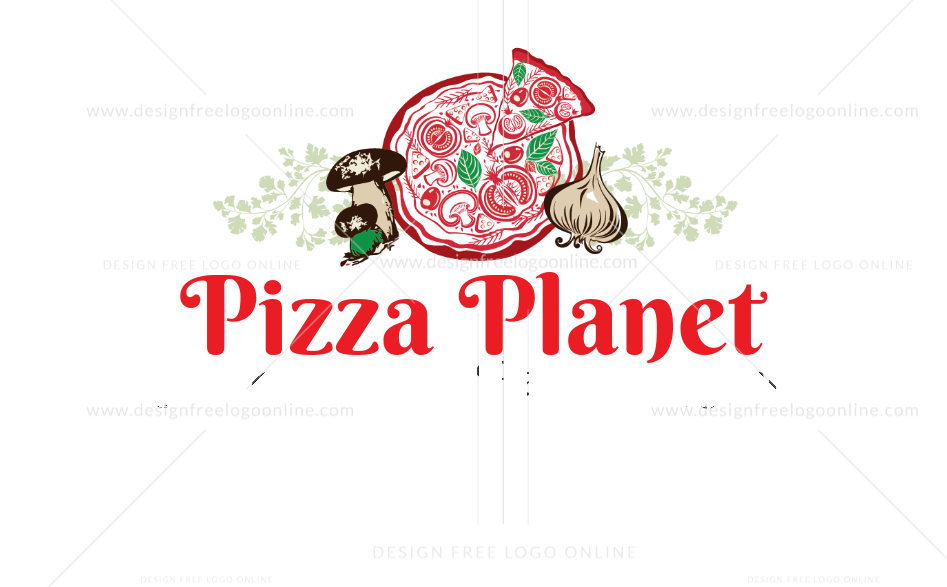 www.designfreelogoonline.com www.designfreelogoonline.com
DESIGN FREE LOGO ONLINE www.designfreelogoonline.com DESIGN FREE LOGO ONLINE
Pizza Planet
www.designfreelogoonline.com www.designfreelogoonline.com
DESIGN FREE LOGO ONLINE
DESIGN FREE LOGO ONLINE DESIGN FREE LOGO ONLINE